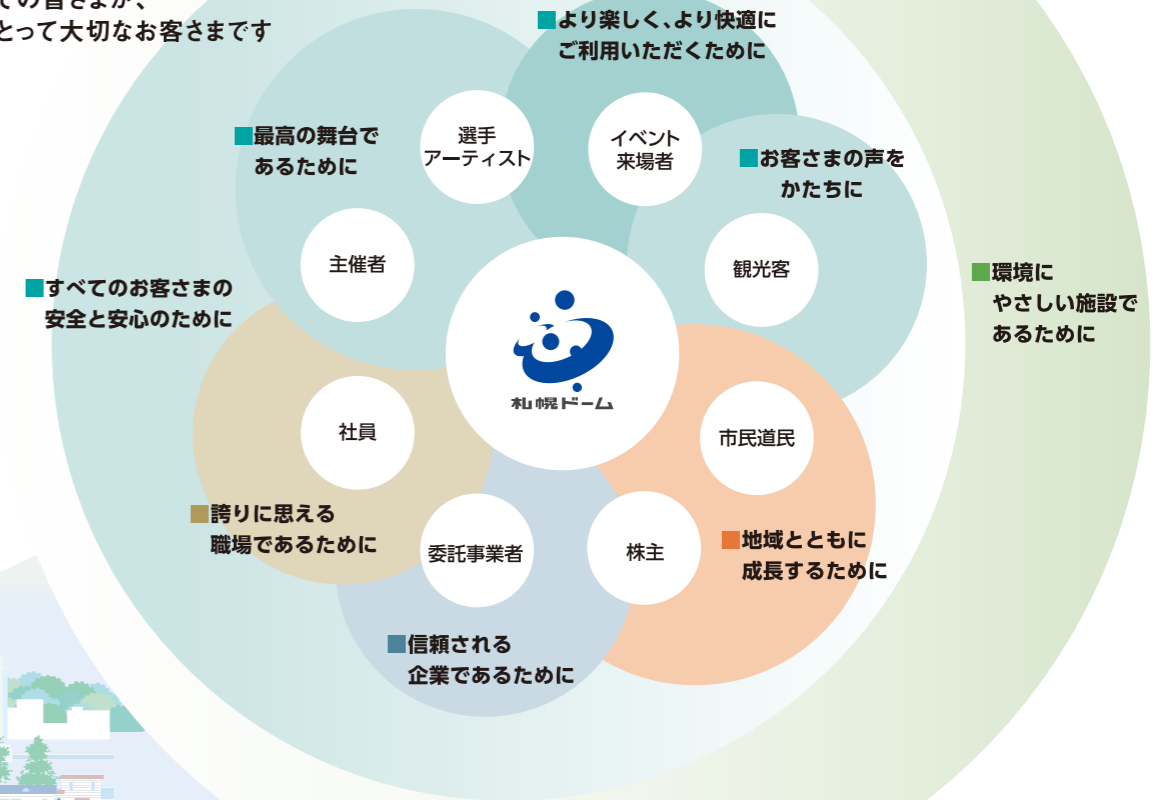 の皆さまが、
とって大切なお客さまです
■より楽しく、より快適に
ご利用いただくために
■最高の舞台で
あるために
選手
アーティスト
イベント
来場者
■お客さまの声を
かたちに
主催者
観光客
■すべてのお客さまの
安全と安心のために
■環境に
やさしい施設で
あるために
札幌ドーム
社員
市民道民
■誇りに思える
職場であるために
委託事業者
株主
■地域とともに
成長するために
■信頼される
企業であるために